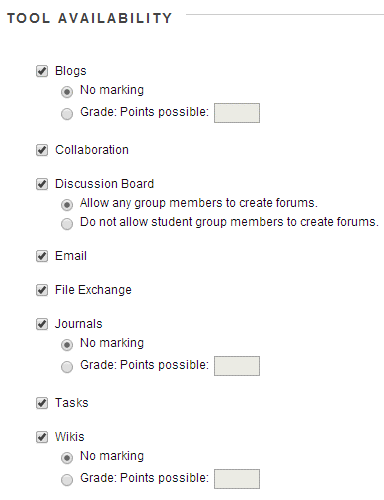 TOOL AVAILABILITY
Blogs
No marking
Grade: Points possible:
Collaboration
Discussion Board
Allow any group members to create forums.
Do not allow student group members to create forums.
Email
File Exchange
Journals
No marking
Grade: Points possible:
Tasks
Wikis
No marking
Grade: Points possible: